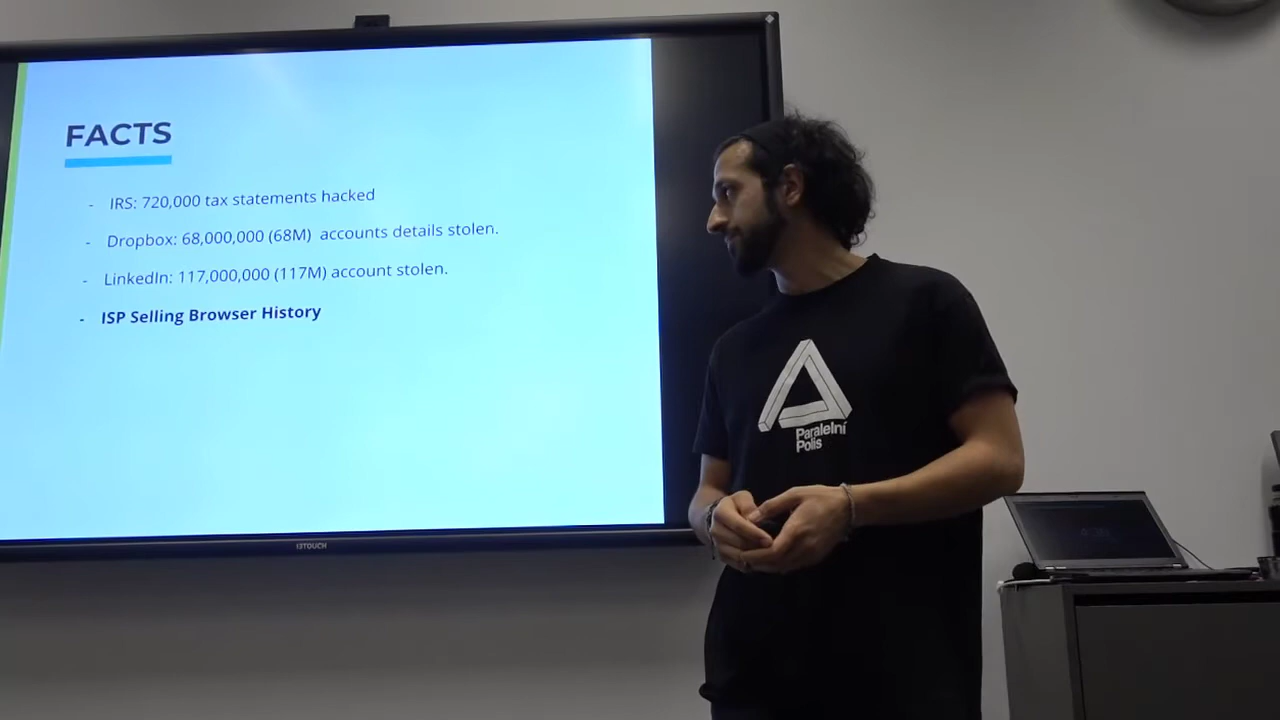 FACTS
- IRS: 720,000 tax statements hacked
- Dropbox: 68,000,000 (68M) accounts details stolen.
- LinkedIn: 117,000,000 (117M) account stolen.
- ISP Selling Browser History
Paralelní
Polis
i3TOUCH